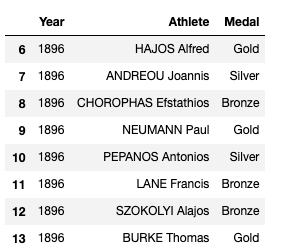 Year Athlete Medal
6 1896 HAJOS Alfred Gold
7 1896 ANDREOU Joannis Silver
8 1896 CHOROPHAS Efstathios Bronze
9 1896 NEUMANN Paul Gold
10 1896 PEPANOS Antonios Silver
11 1896 LANE Francis Bronze
12 1896 SZOKOLYI Alajos Bronze
13 1896 BURKE Thomas Gold